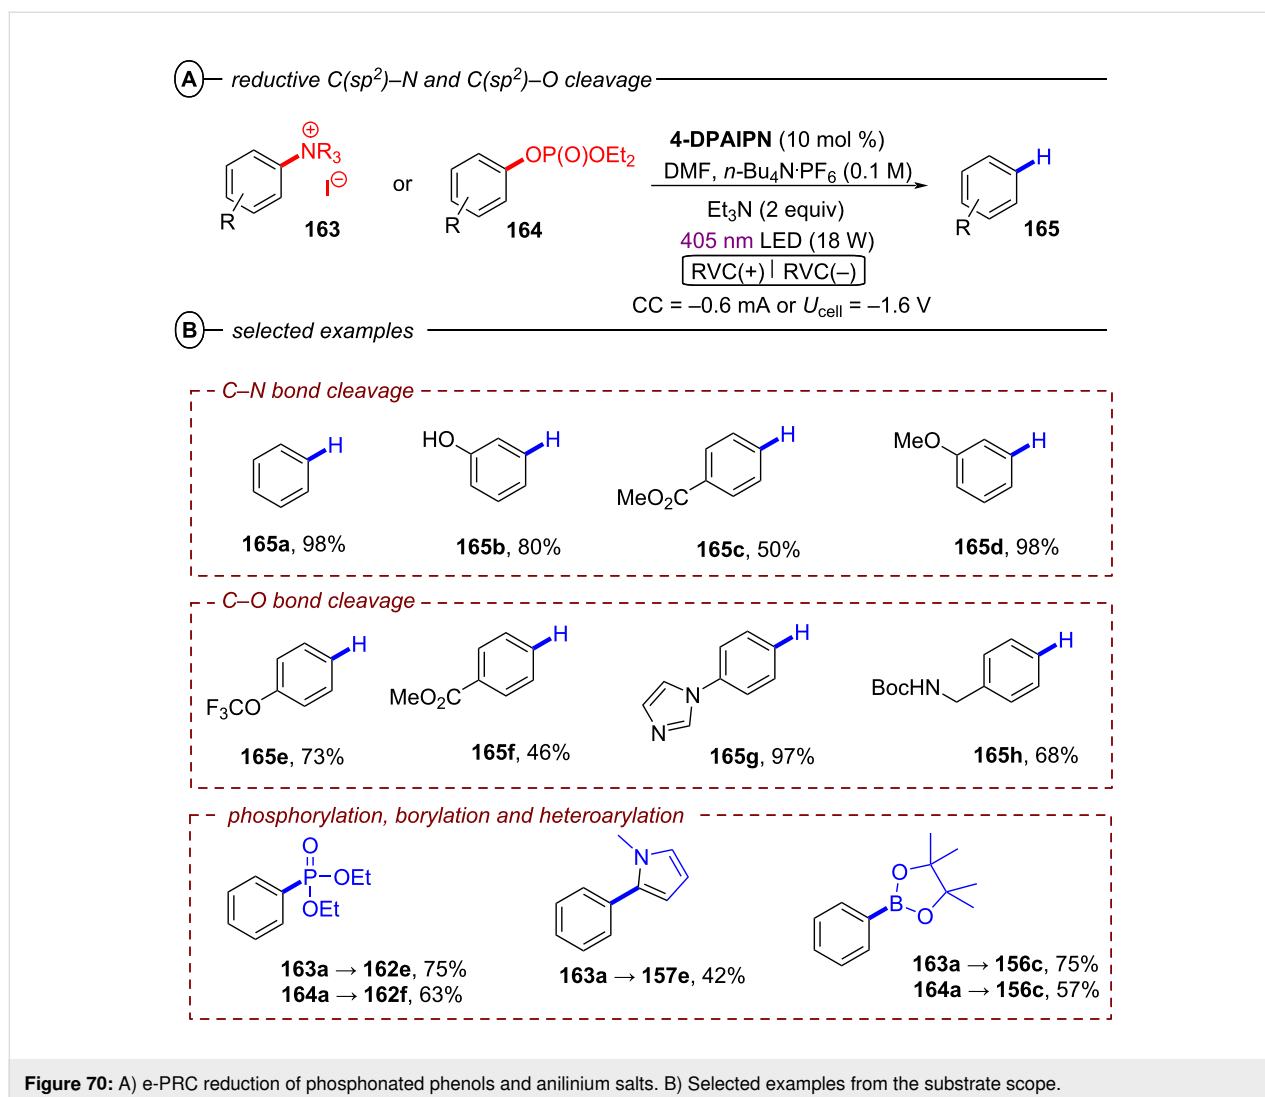 A reductive C(sp²)–N and C(sp²)–O cleavage
⊕
NR₃
I⊖
R
163
or
OP(O)OEt₂
R
164
4-DPAIPN (10 mol %)
DMF, n-Bu₄N·PF₆ (0.1 M)
Et₃N (2 equiv)
405 nm LED (18 W)
RVC(+) | RVC(–)
CC = –0.6 mA or U_cell = –1.6 V
H
R
165
B selected examples
C–N bond cleavage
H
HO H
H
MeO₂C
MeO H
165a, 98%
165b, 80%
165c, 50%
165d, 98%
C–O bond cleavage
H
F₃CO
H
MeO₂C
H
N
N
H
BocHN
165e, 73%
165f, 46%
165g, 97%
165h, 68%
phosphorylation, borylation and heteroarylation
O
P OEt
OEt
N
O
B
O
163a → 162e, 75%
164a → 162f, 63%
163a → 157e, 42%
163a → 156c, 75%
164a → 156c, 57%
Figure 70: A) e-PRC reduction of phosphonated phenols and anilinium salts. B) Selected examples from the substrate scope.